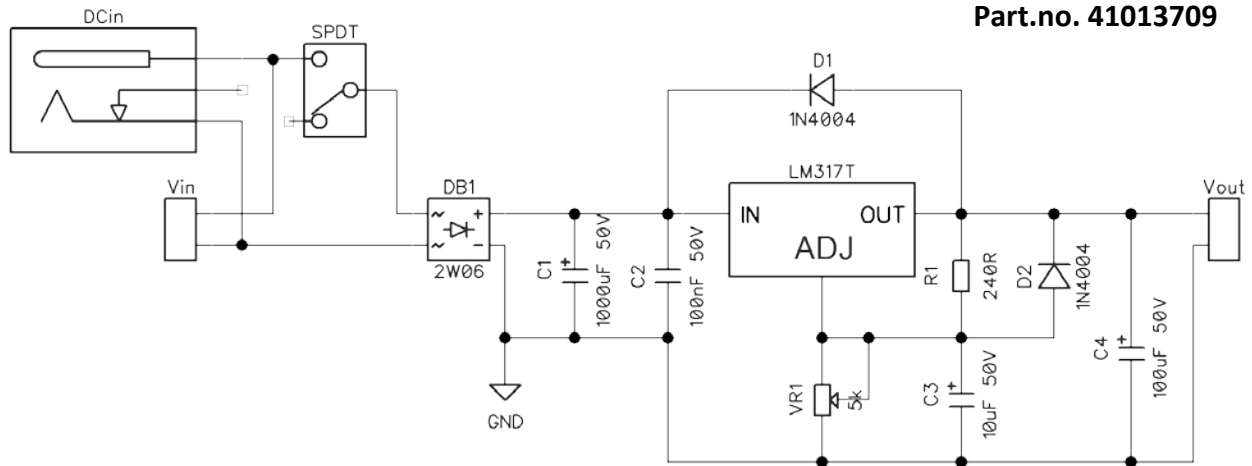 Part.no. 41013709
DCin
SPDT
D1
1N4004
LM317T
Vin
DB1
Vout
IN
OUT
ADJ
~
+
~
-
2W06
C1
+
1000uF 50V
C2
100nF 50V
R1
240R
D2
1N4004
C4
+
100uF 50V
VR1
5k
C3
+
10uF 50V
GND